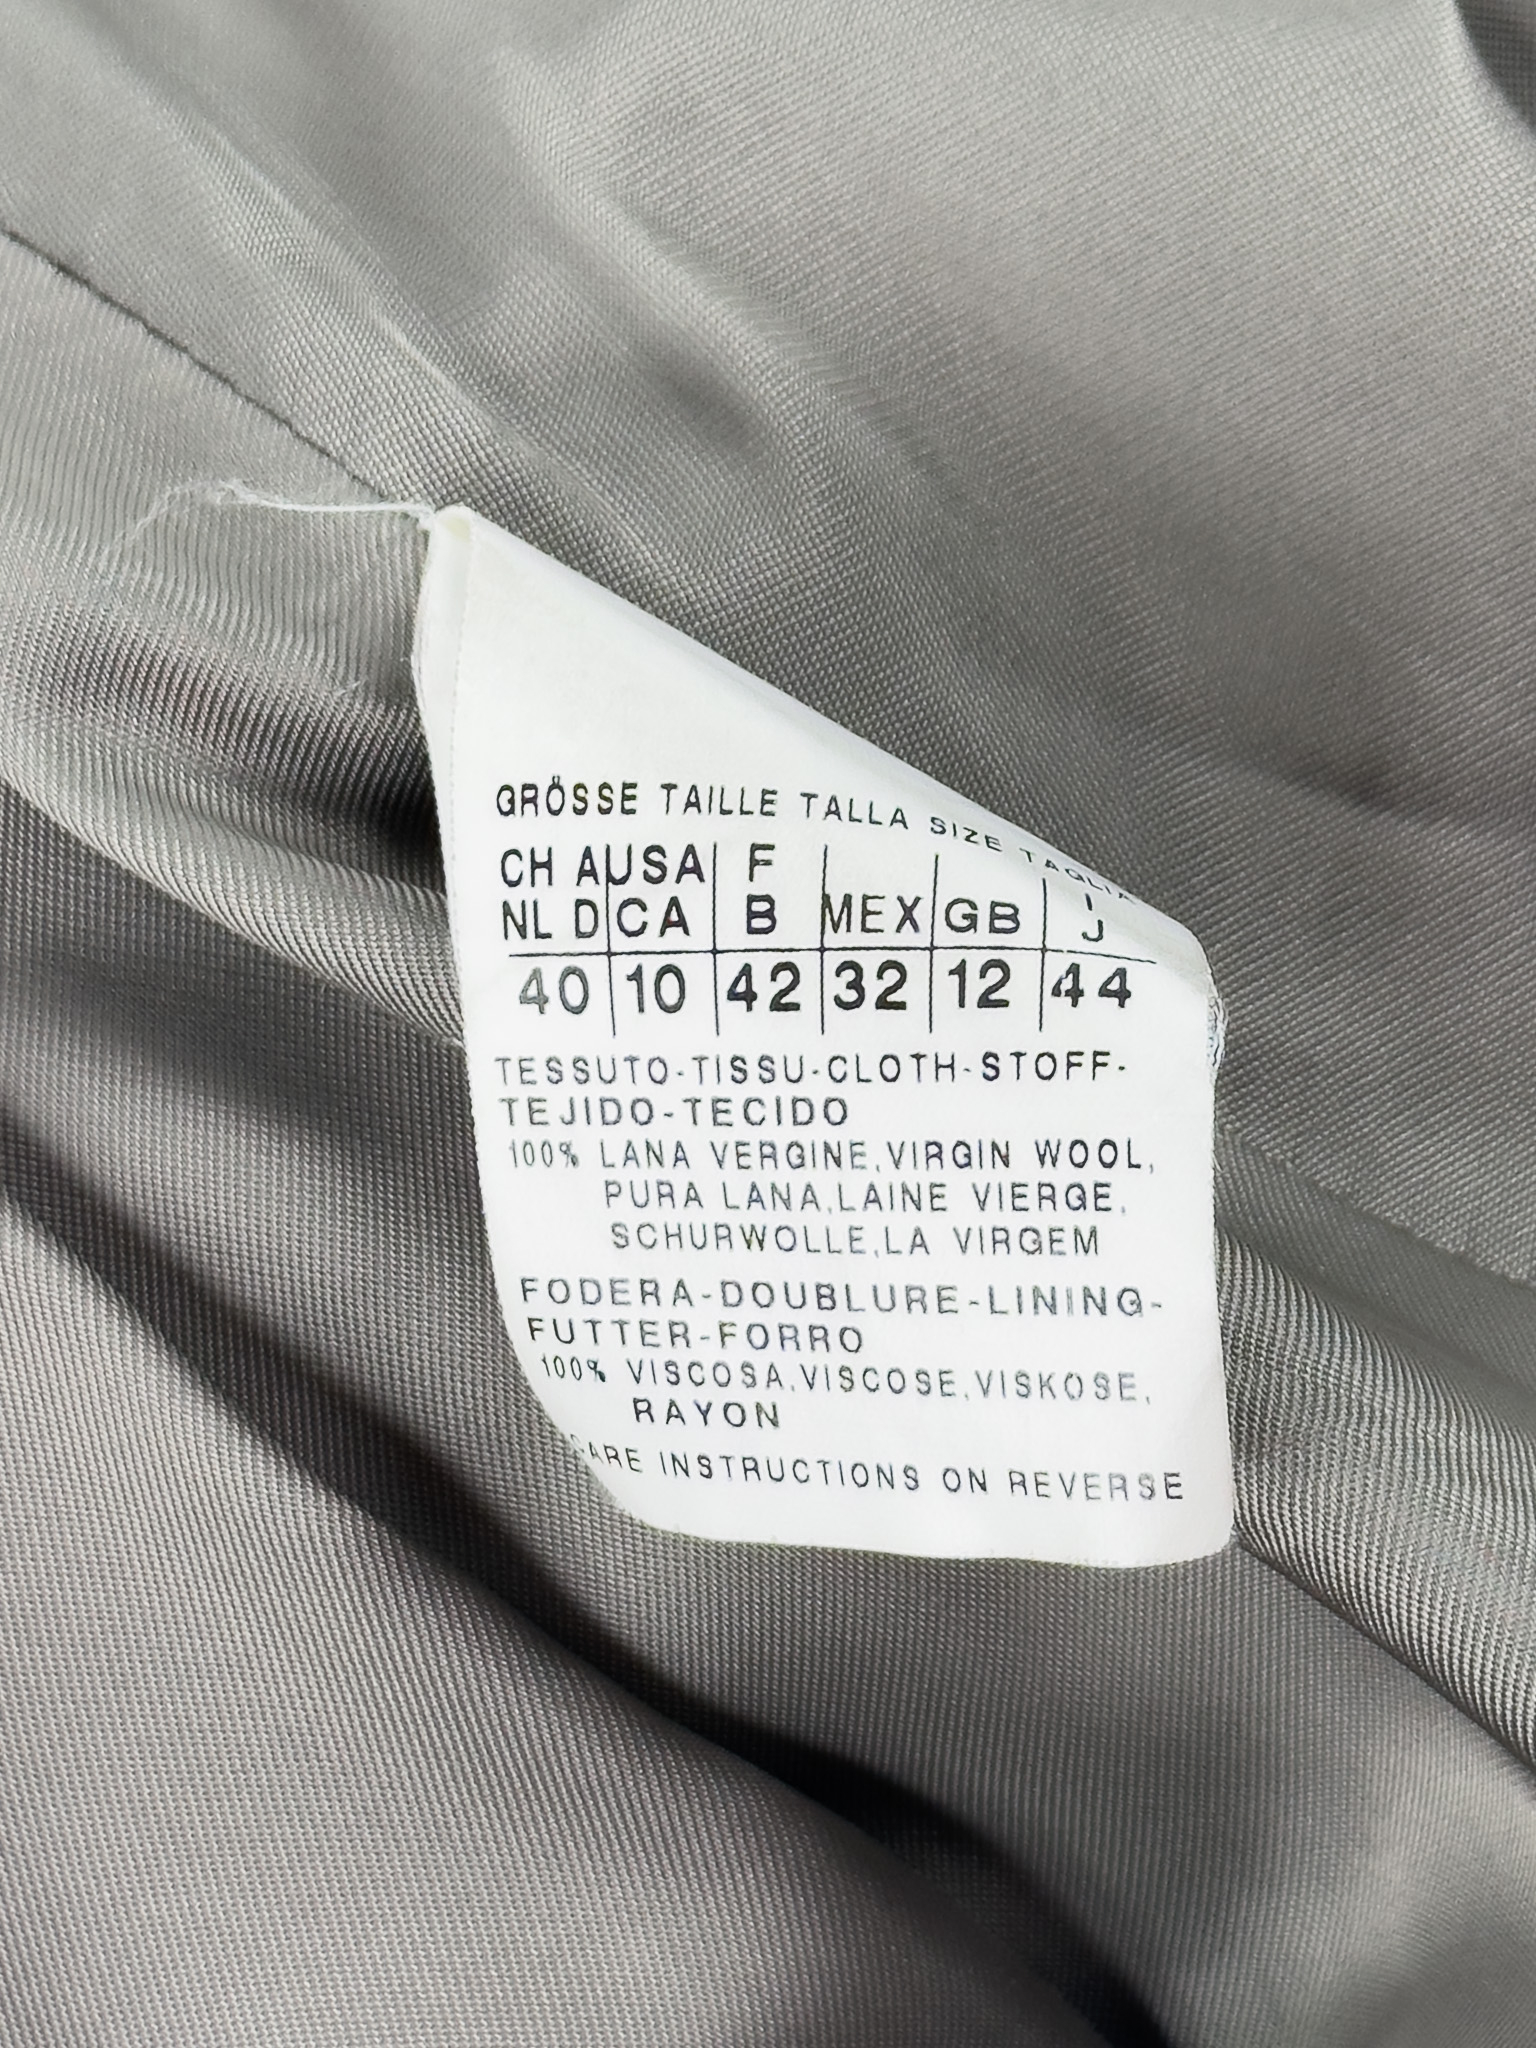 GRÖSSE TAILLE TALLA SIZE TAGLIA
CH A USA F I
NL D CA B MEX GB J
40 10 42 32 12 44
TESSUTO-TISSU-CLOTH-STOFF-
TEJIDO-TECIDO
100% LANA VERGINE,VIRGIN WOOL,
PURA LANA,LAINE VIERGE,
SCHURWOLLE,LA VIRGEM
FODERA-DOUBLURE-LINING-
FUTTER-FORRO
100% VISCOSA,VISCOSE,VISKOSE,
RAYON
CARE INSTRUCTIONS ON REVERSE